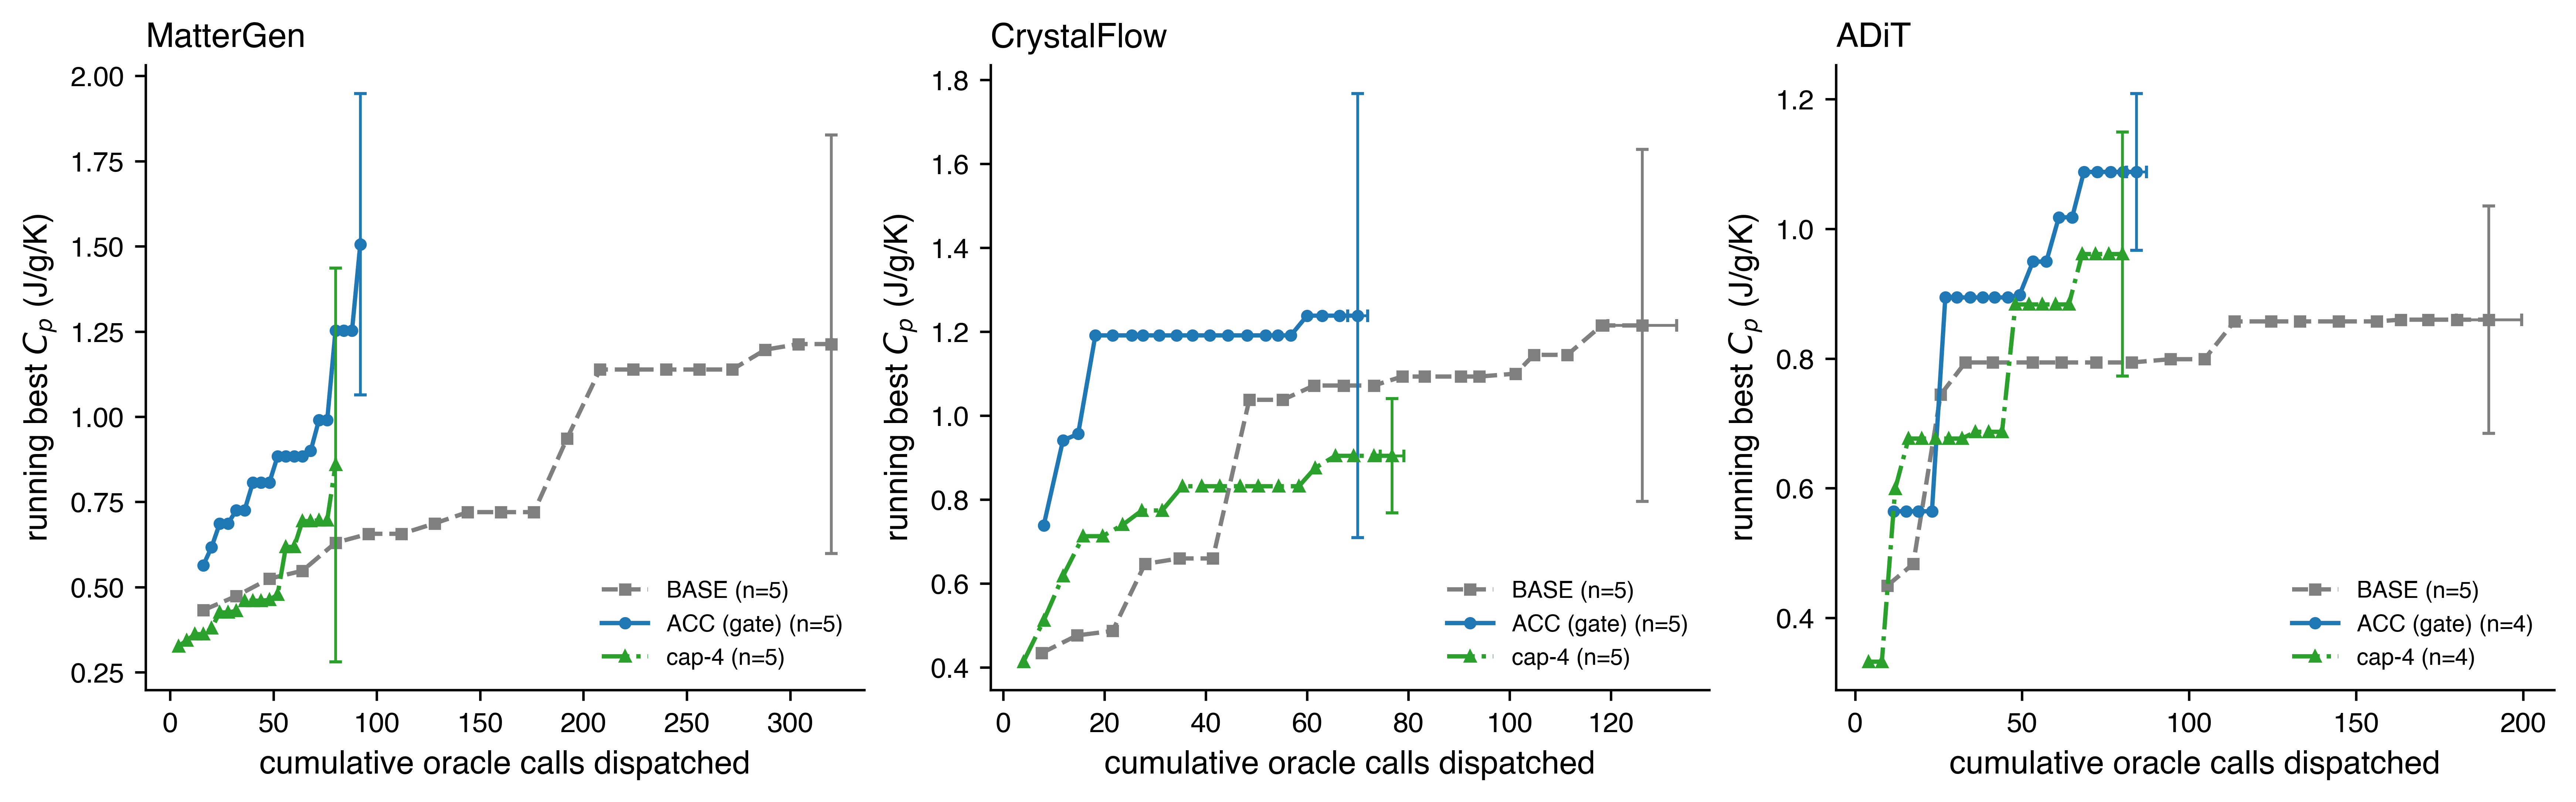 MatterGen
running best Cp (J/g/K)
2.00
1.75
1.50
1.25
1.00
0.75
0.50
0.25
0 50 100 150 200 250 300
cumulative oracle calls dispatched
BASE (n=5)
ACC (gate) (n=5)
cap-4 (n=5)
CrystalFlow
running best Cp (J/g/K)
1.8
1.6
1.4
1.2
1.0
0.8
0.6
0.4
0 20 40 60 80 100 120
cumulative oracle calls dispatched
BASE (n=5)
ACC (gate) (n=5)
cap-4 (n=5)
ADiT
running best Cp (J/g/K)
1.2
1.0
0.8
0.6
0.4
0 50 100 150 200
cumulative oracle calls dispatched
BASE (n=5)
ACC (gate) (n=4)
cap-4 (n=4)